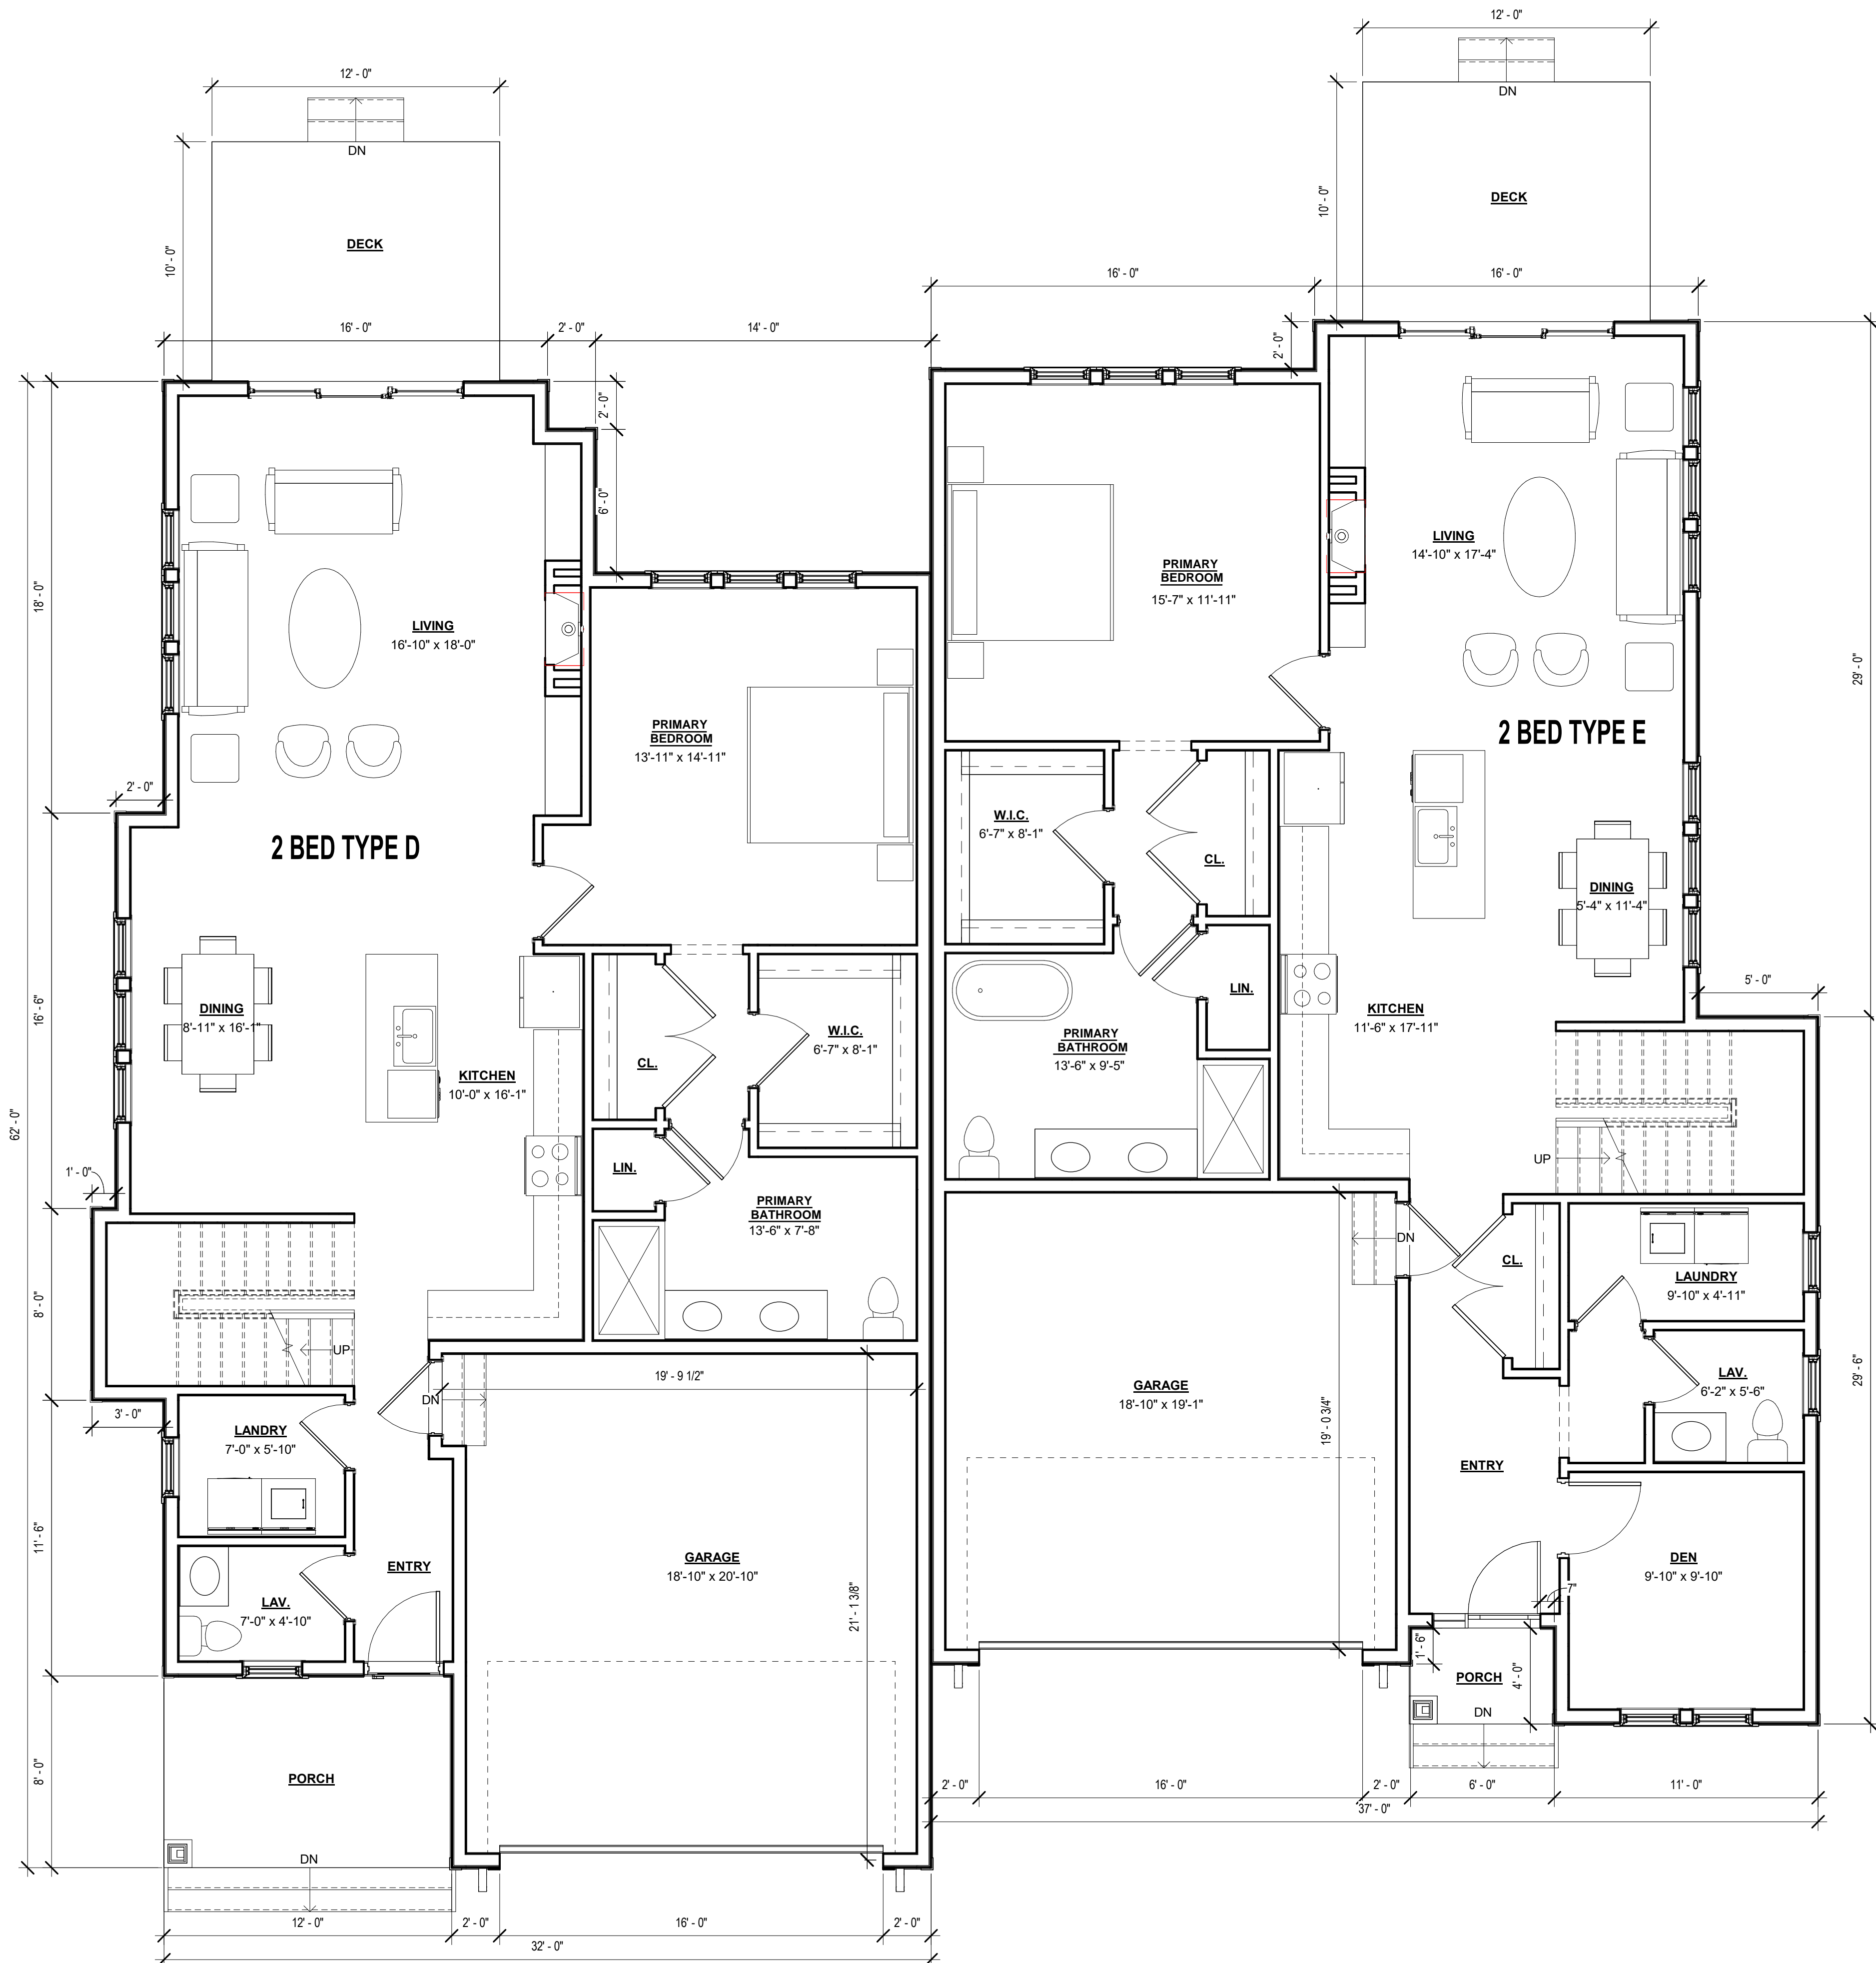 12' - 0"
DN
12' - 0"
DN
10' - 0"
DECK
DECK
10' - 0"
16' - 0"
16' - 0"
16' - 0"
2' - 0"
14' - 0"
2' - 0"
2' - 0"
6' - 0"
18' - 0"
LIVING
16'-10" x 18'-0"
PRIMARY
BEDROOM
13'-11" x 14'-11"
2' - 0"
2 BED TYPE D
16' - 6"
DINING
8'-11" x 16'-1"
KITCHEN
10'-0" x 16'-1"
CL.
W.I.C.
6'-7" x 8'-1"
62' - 0"
1' - 0"
LIN.
PRIMARY
BATHROOM
13'-6" x 7'-8"
8' - 0"
UP
DN
19' - 9 1/2"
3' - 0"
LANDRY
7'-0" x 5'-10"
11' - 6"
ENTRY
GARAGE
18'-10" x 20'-10"
21' - 1 3/8"
LAV.
7'-0" x 4'-10"
8' - 0"
PORCH
DN
12' - 0"
2' - 0"
16' - 0"
2' - 0"
32' - 0"
PRIMARY
BEDROOM
15'-7" x 11'-11"
LIVING
14'-10" x 17'-4"
29' - 0"
2 BED TYPE E
W.I.C.
6'-7" x 8'-1"
CL.
DINING
5'-4" x 11'-4"
LIN.
KITCHEN
11'-6" x 17'-11"
5' - 0"
PRIMARY
BATHROOM
13'-6" x 9'-5"
UP
DN
CL.
LAUNDRY
9'-10" x 4'-11"
GARAGE
18'-10" x 19'-1"
19' - 0 3/4"
LAV.
6'-2" x 5'-6"
29' - 6"
ENTRY
DEN
9'-10" x 9'-10"
7"
1' - 6"
PORCH
4' - 0"
DN
2' - 0"
16' - 0"
2' - 0"
6' - 0"
11' - 0"
37' - 0"